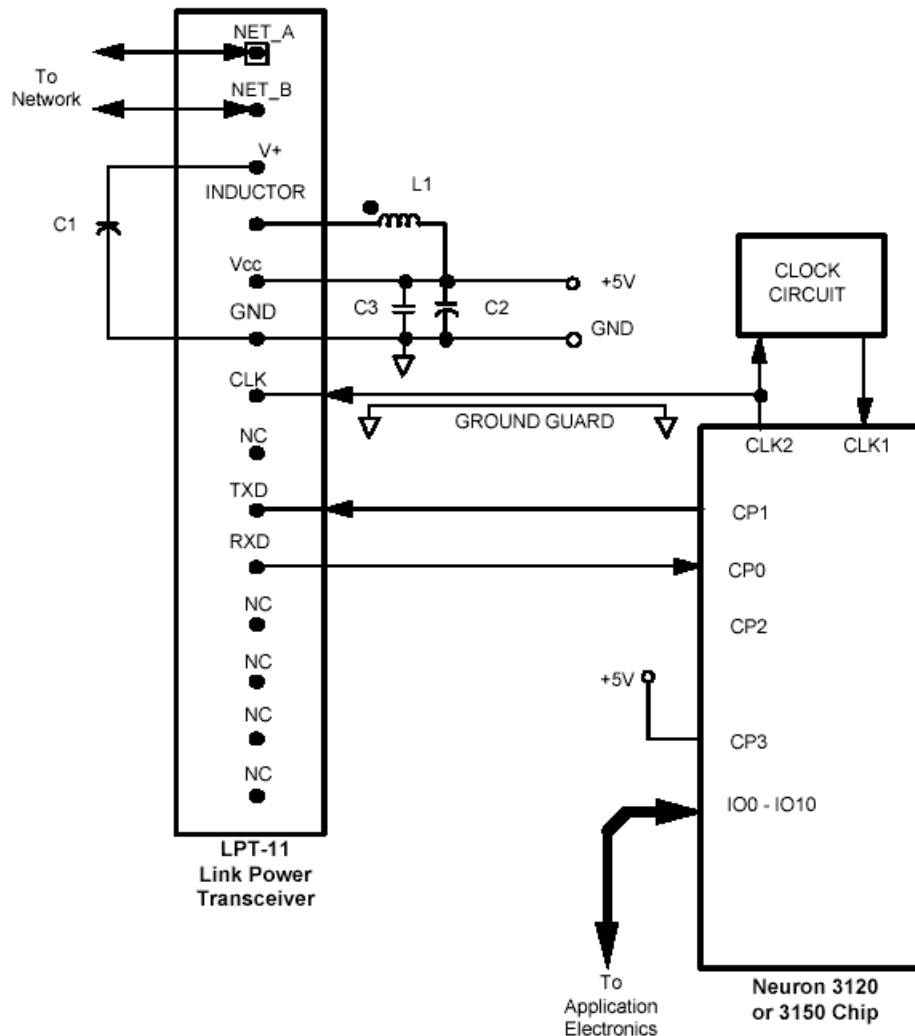 NET_A
To
Network
NET_B
V+
INDUCTOR
L1
C1
Vcc
+5V
C3
C2
GND
GND
CLOCK
CIRCUIT
CLK
GROUND GUARD
CLK2
CLK1
NC
TXD
CP1
RXD
CP0
NC
CP2
NC
+5V
NC
CP3
NC
IO0 - IO10
LPT-11
Link Power
Transceiver
To
Application
Electronics
Neuron 3120
or 3150 Chip